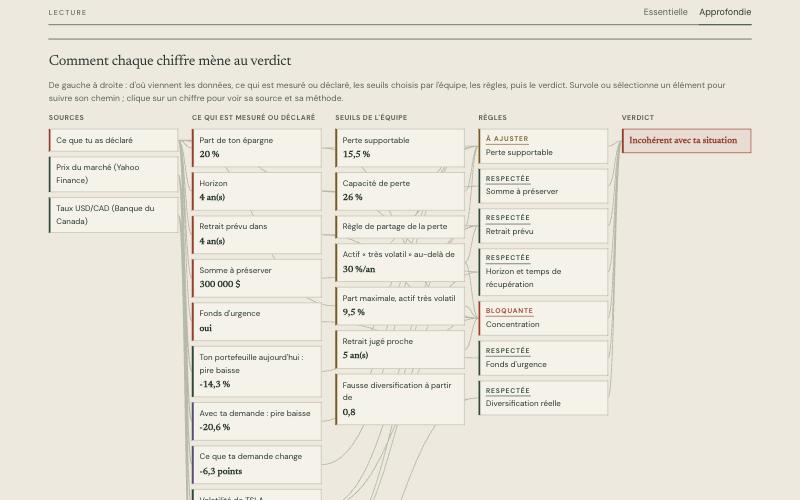 LECTURE
Essentielle Approfondie
Comment chaque chiffre mène au verdict
De gauche à droite : d'où viennent les données, ce qui est mesuré ou déclaré, les seuils choisis par l'équipe, les règles, puis le verdict. Survole ou sélectionne un élément pour
suivre son chemin ; clique sur un chiffre pour voir sa source et sa méthode.
SOURCES
Ce que tu as déclaré
Prix du marché (Yahoo
Finance)
Taux USD/CAD (Banque du
Canada)
CE QUI EST MESURÉ OU DÉCLARÉ
Part de ton épargne
20 %
Horizon
4 an(s)
Retrait prévu dans
4 an(s)
Somme à préserver
300 000 $
Fonds d'urgence
oui
Ton portefeuille aujourd'hui :
pire baisse
-14,3 %
Avec ta demande : pire baisse
-20,6 %
Ce que ta demande change
-6,3 points
Volatilité de TSLA
SEUILS DE L'ÉQUIPE
Perte supportable
15,5 %
Capacité de perte
26 %
Règle de partage de la perte
Actif « très volatil » au-delà de
30 %/an
Part maximale, actif très volatil
9,5 %
Retrait jugé proche
5 an(s)
Fausse diversification à partir
de
0,8
RÈGLES
À AJUSTER
Perte supportable
RESPECTÉE
Somme à préserver
RESPECTÉE
Retrait prévu
RESPECTÉE
Horizon et temps de
récupération
BLOQUANTE
Concentration
RESPECTÉE
Fonds d'urgence
RESPECTÉE
Diversification réelle
VERDICT
Incohérent avec ta situation